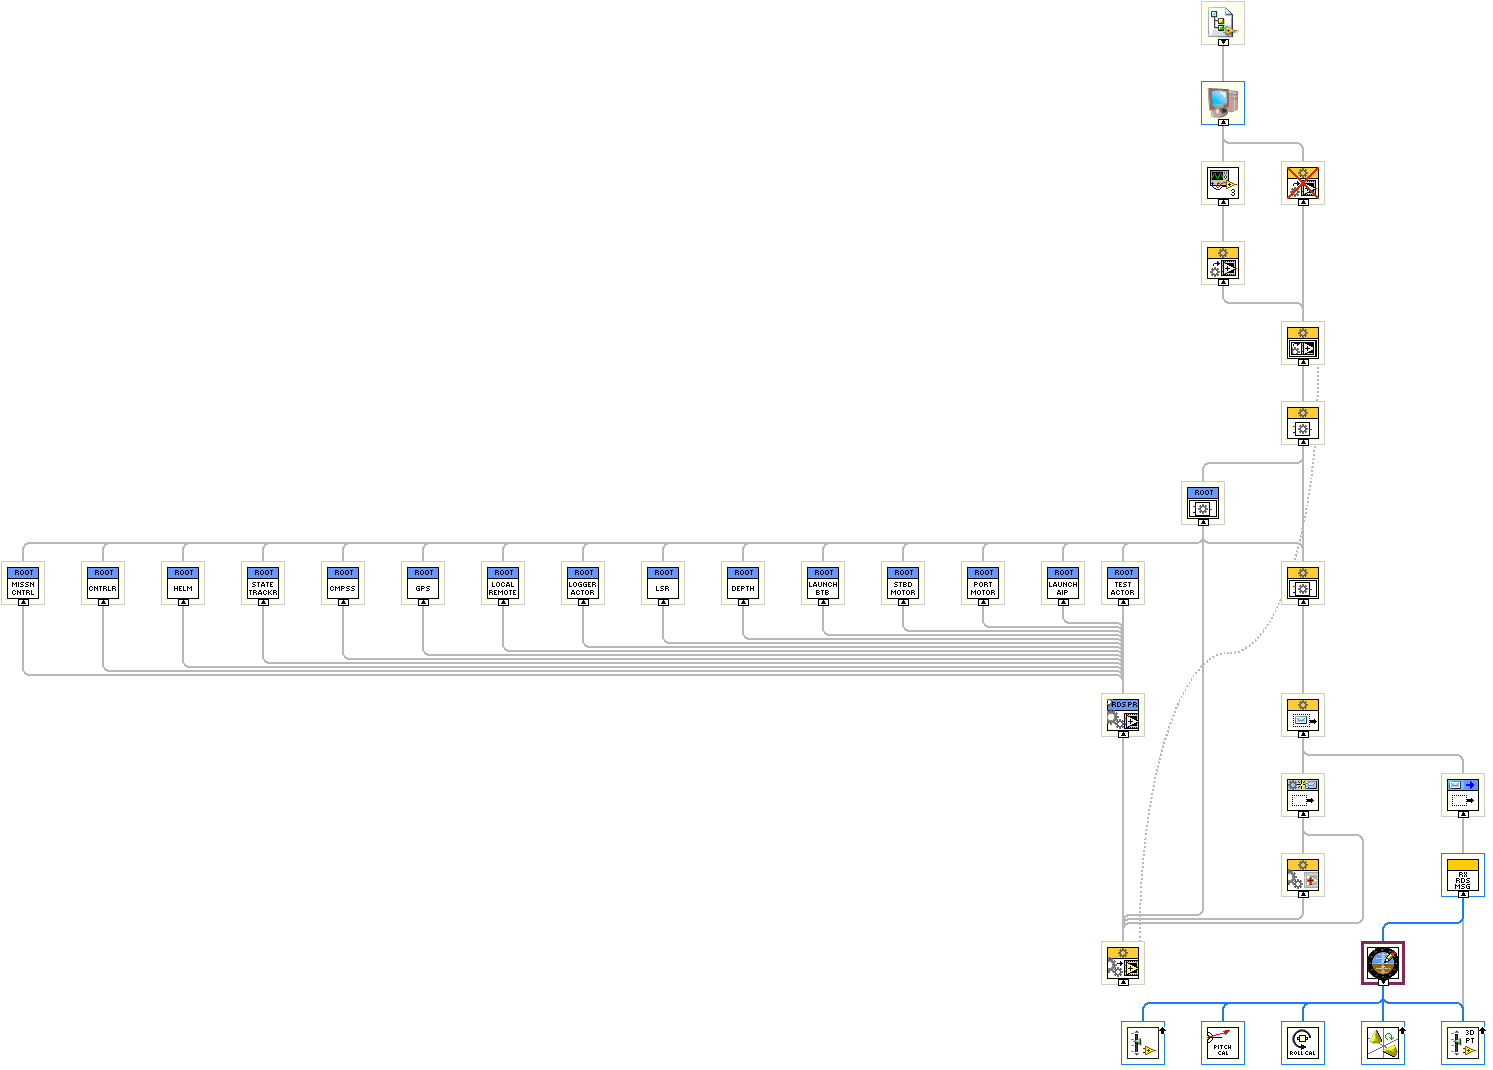 3
ROOT
ROOT
MISSN
CNTRL
ROOT
CNTRLR
ROOT
HELM
ROOT
STATE
TRACKR
ROOT
CMPSS
ROOT
GPS
ROOT
LOCAL
REMOTE
ROOT
LOGGER
ACTOR
ROOT
LSR
ROOT
DEPTH
ROOT
LAUNCH
BTB
ROOT
STBD
MOTOR
ROOT
PORT
MOTOR
ROOT
LAUNCH
AIP
ROOT
TEST
ACTOR
RDSPR
RX
RDS
MSG
PITCH
CAL
ROLL CAL
3D
PT